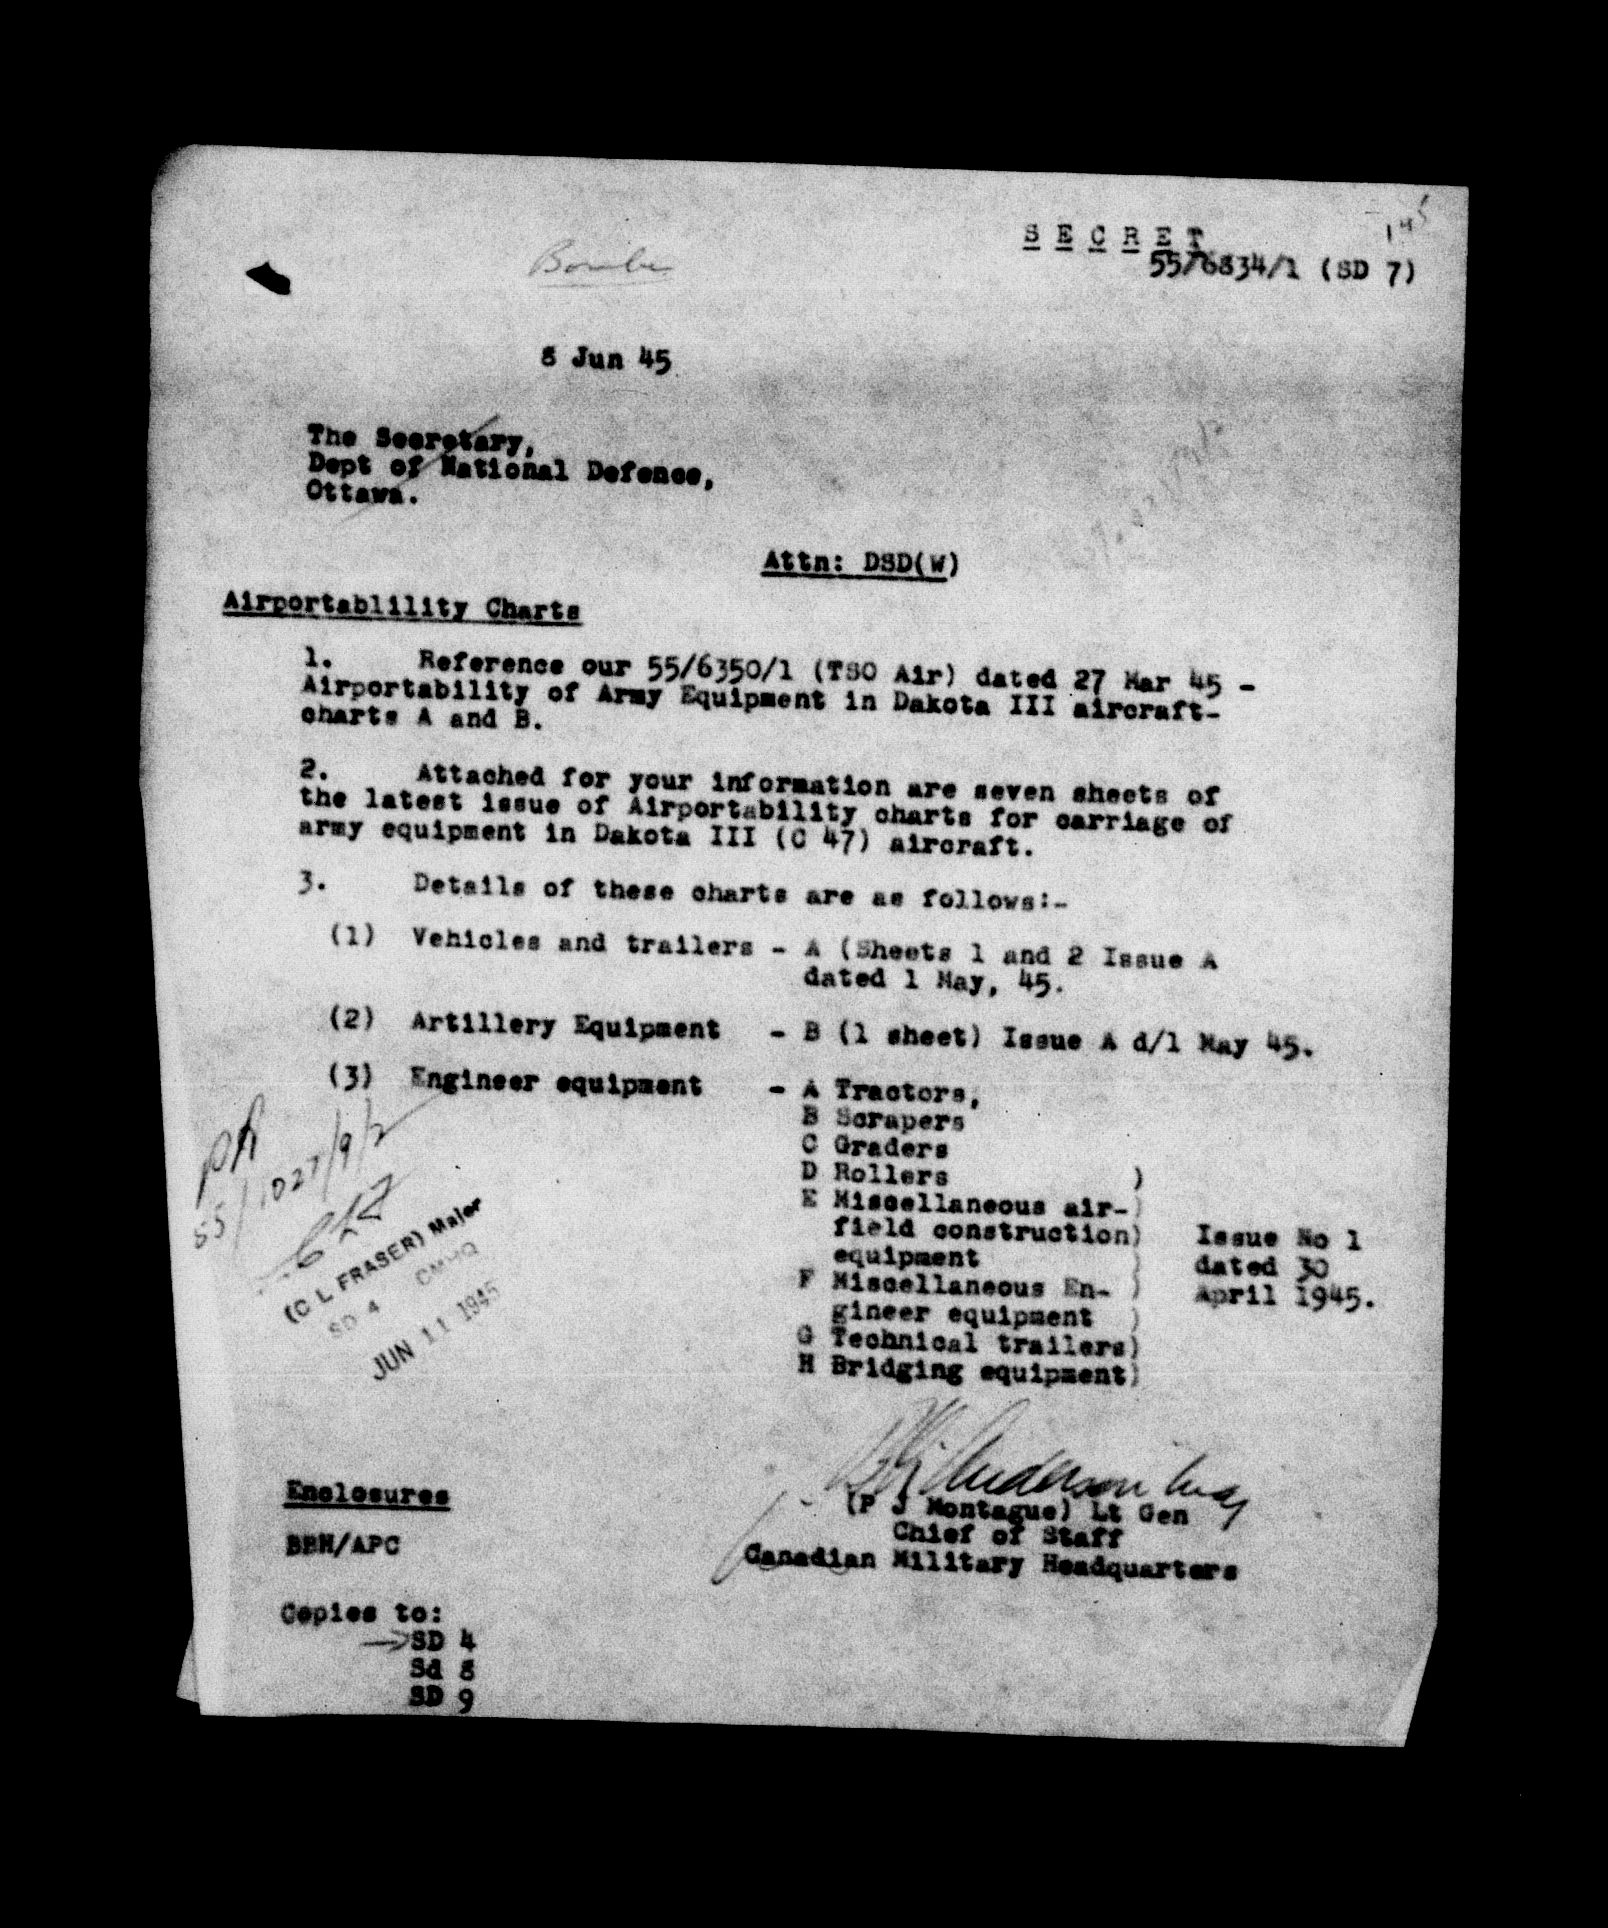 S E C R E T
55/6834/1 (SD 7)
8 Jun 45
The Secretary,
Dept of National Defence,
Ottawa.
Attn: DSD(W)
Airportablility Charts
1. Reference our 55/6350/1 (TSO Air) dated 27 Mar 45 -
Airportability of Army Equipment in Dakota III aircraft-
charts A and B.
2. Attached for your information are seven sheets of
the latest issue of Airportability charts for carriage of
army equipment in Dakota III (C 47) aircraft.
3. Details of these charts are as follows:-
(1) Vehicles and trailers - A (Sheets 1 and 2 Issue A
dated 1 May, 45.
(2) Artillery Equipment - B (1 sheet) Issue A d/1 May 45.
(3) Engineer equipment - A Tractors,
B Scrapers
C Graders
D Rollers )
E Miscellaneous air-)
field construction) Issue No 1
equipment ) dated 30
F Miscellaneous En- ) April 1945.
gineer equipment )
G Technical trailers)
H Bridging equipment)
PA
55/1027/9/2
(C L FRASER) Major
SD 4 CMHQ
JUN 11 1945
Anderson
(P J Montague) Lt Gen
Chief of Staff
Canadian Military Headquarters
Enclosures
BBH/APC
Copies to:
SD 4
Sd 8
SD 9